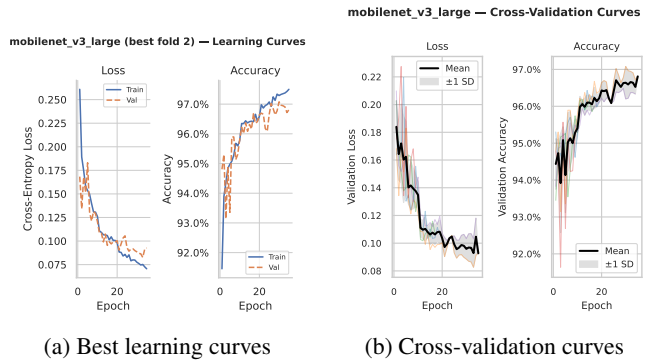 mobilenet_v3_large — Cross-Validation Curves
mobilenet_v3_large (best fold 2) — Learning Curves
Loss
Accuracy
Train
Val
0.250
0.225
0.200
0.175
0.150
0.125
0.100
0.075
Cross-Entropy Loss
0
20
Epoch
97.0%
96.0%
95.0%
94.0%
93.0%
92.0%
Accuracy
Train
Val
0
20
Epoch
Loss
Accuracy
Mean
±1 SD
0.22
0.20
0.18
0.16
0.14
0.12
0.10
0.08
Validation Loss
0
20
Epoch
97.0%
96.0%
95.0%
94.0%
93.0%
92.0%
Validation Accuracy
Mean
±1 SD
0
20
Epoch
(a) Best learning curves
(b) Cross-validation curves